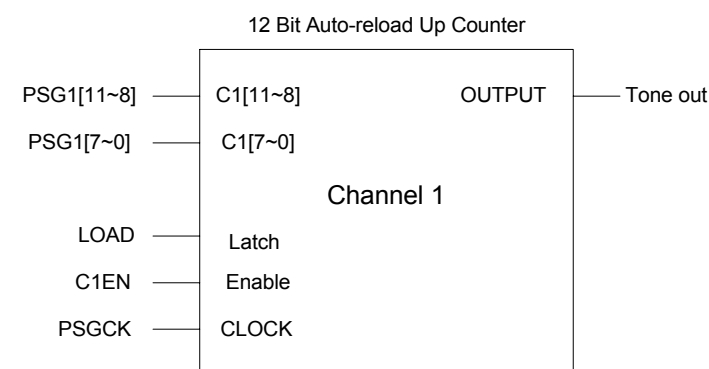 12 Bit Auto-reload Up Counter
PSG1[11~8] C1[11~8] OUTPUT Tone out
PSG1[7~0] C1[7~0]
Channel 1
LOAD Latch
C1EN Enable
PSGCK CLOCK